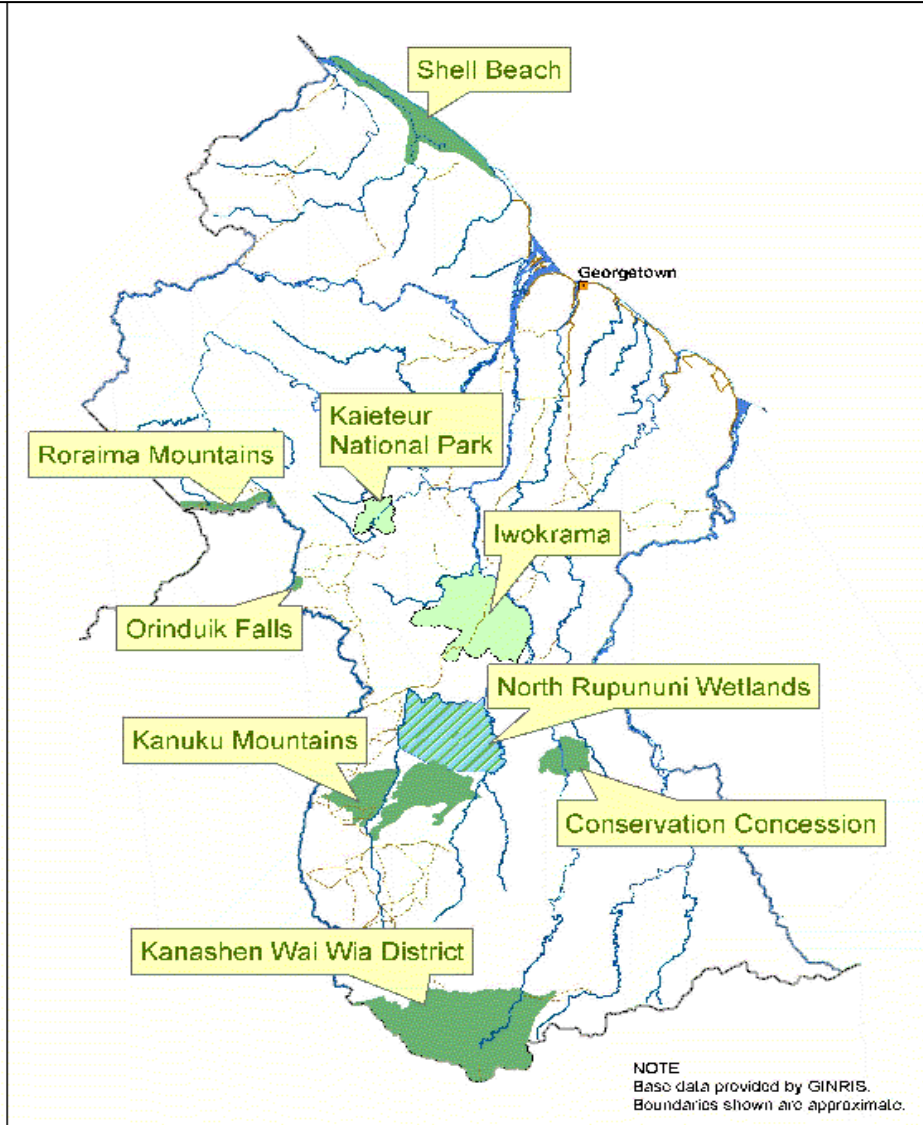 Shell Beach
Georgetown
Kaieteur
National Park
Roraima Mountains
Iwokrama
Orinduik Falls
North Rupununi Wetlands
Kanuku Mountains
Conservation Concession
Kanashen Wai Wia District
NOTE
Base data provided by GINRIS.
Boundaries shown are approximate.